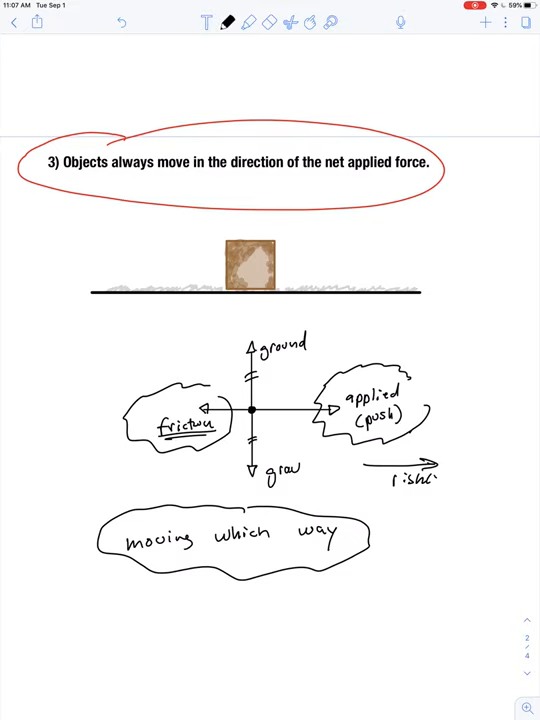 11:07 AM Tue Sep 1
59%
T
3) Objects always move in the direction of the net applied force.
ground
applied
(push)
friction
grav
moving which way
2
/
4